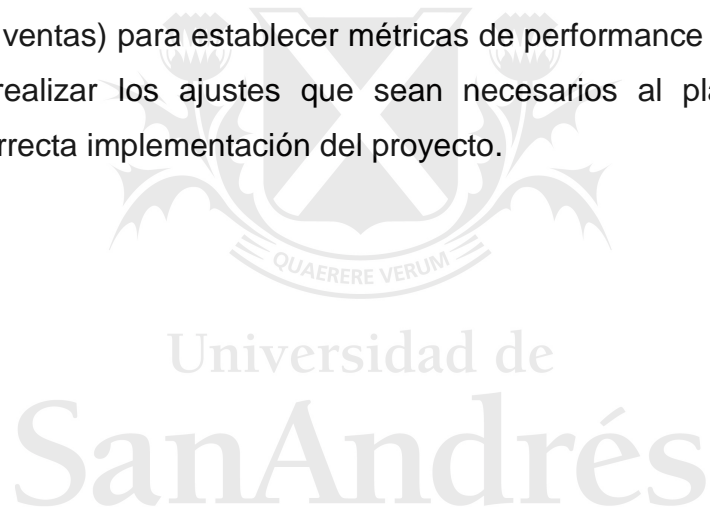 ventas) para establecer métricas de performance
realizar los ajustes que sean necesarios al pla
rrecta implementación del proyecto.
QUAERERE VERUM
Universidad de
SanAndrés